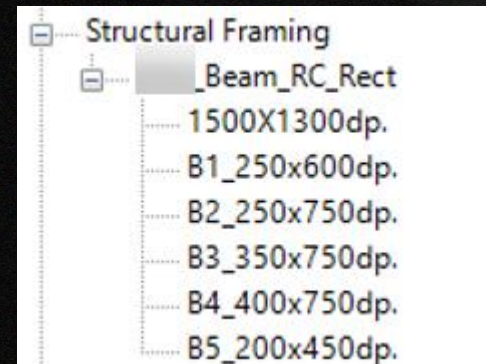 Structural Framing
_Beam_RC_Rect
1500X1300dp.
B1_250x600dp.
B2_250x750dp.
B3_350x750dp.
B4_400x750dp.
B5_200x450dp.